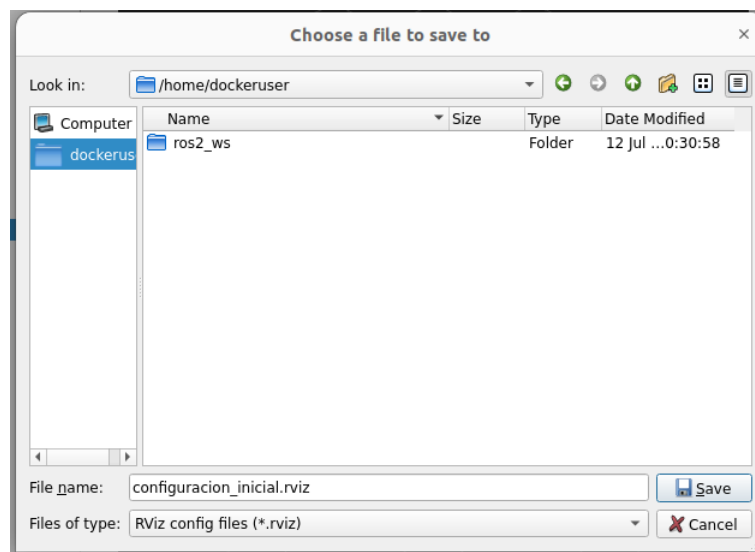 Choose a file to save to
Look in: /home/dockeruser
Computer
dockerus
Name Size Type Date Modified
ros2_ws Folder 12 Jul ...0:30:58
File name: configuracion_inicial.rviz Save
Files of type: RViz config files (*.rviz) Cancel